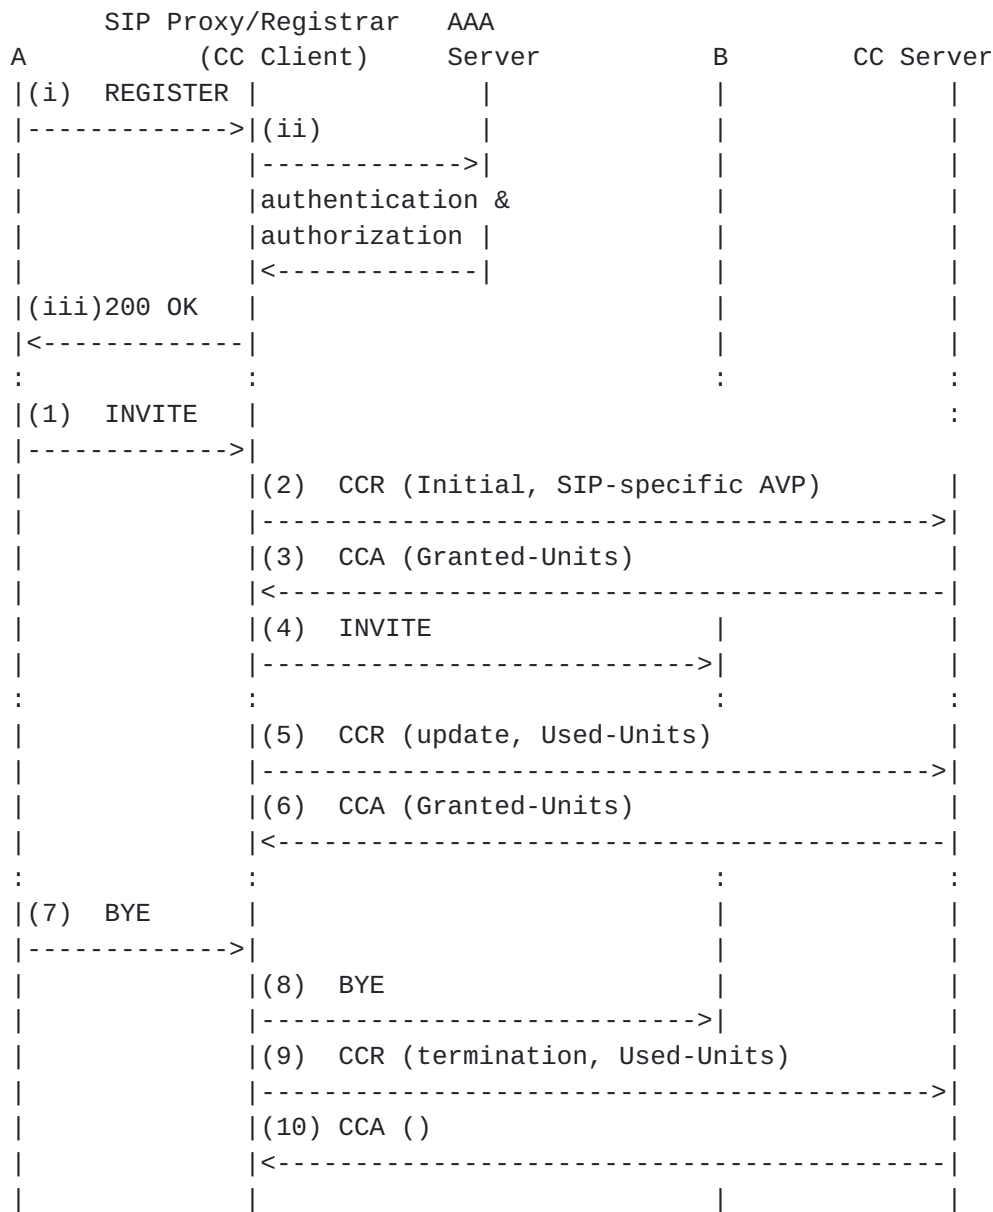 SIP Proxy/Registrar AAA
A (CC Client) Server B CC Server
(i) REGISTER
(ii)
authentication &
authorization
(iii)200 OK
(1) INVITE
(2) CCR (Initial, SIP-specific AVP)
(3) CCA (Granted-Units)
(4) INVITE
(5) CCR (update, Used-Units)
(6) CCA (Granted-Units)
(7) BYE
(8) BYE
(9) CCR (termination, Used-Units)
(10) CCA ()